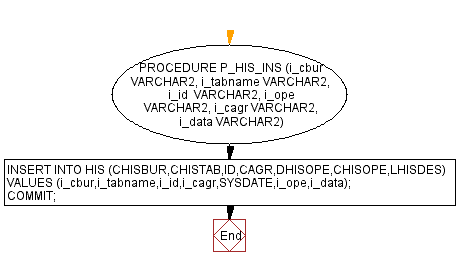 PROCEDURE P_HIS_INS (i_cbur
VARCHAR2, i_tabname VARCHAR2,
i_id VARCHAR2, i_ope
VARCHAR2, i_cagr VARCHAR2,
i_data VARCHAR2)
INSERT INTO HIS (CHISBUR,CHISTAB,ID,CAGR,DHISOPE,CHISOPE,LHISDES)
VALUES (i_cbur,i_tabname,i_id,i_cagr,SYSDATE,i_ope,i_data);
COMMIT;
End